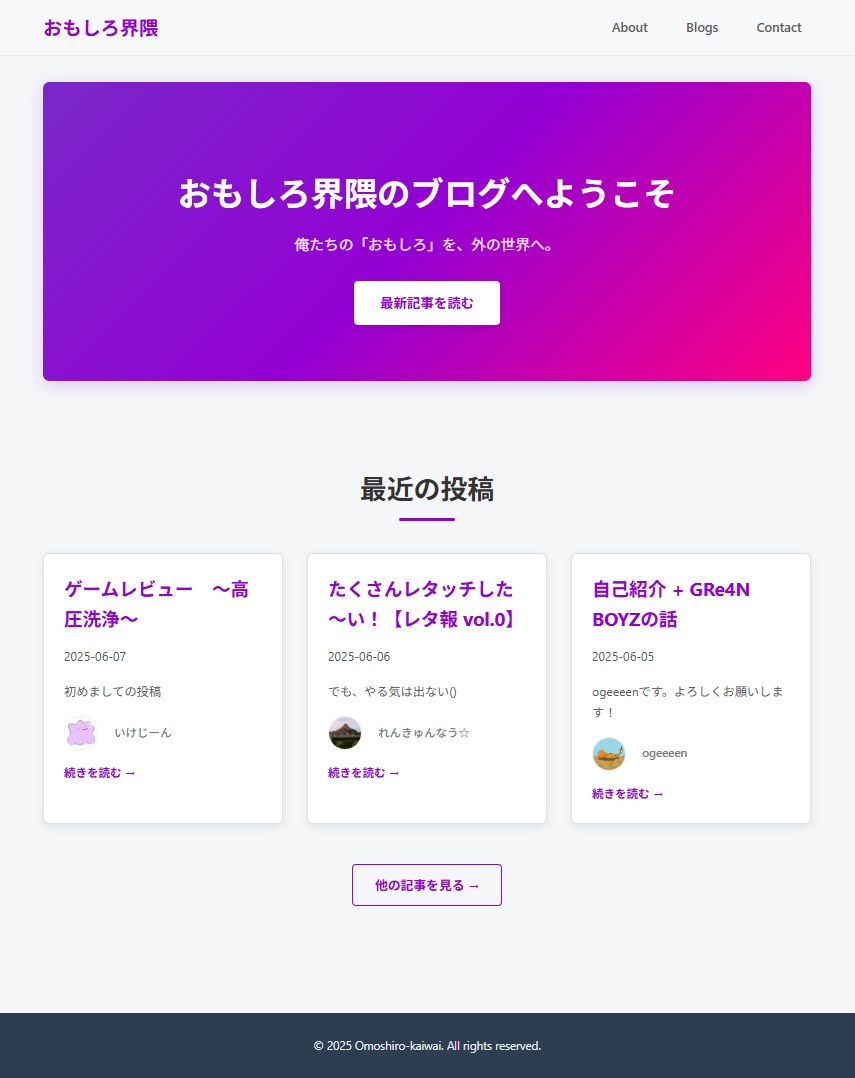 おもしろ界隈
About Blogs Contact
おもしろ界隈のブログへようこそ
俺たちの「おもしろ」を、外の世界へ。
最新記事を読む
最近の投稿
ゲームレビュー　〜高
圧洗浄〜
2025-06-07
初めましての投稿
いけじーん
続きを読む →
たくさんレタッチした
〜い！【レタ報 vol.0】
2025-06-06
でも、やる気は出ない()
れんきゅんなう☆
続きを読む →
自己紹介 + GRe4N
BOYZの話
2025-06-05
ogeeeenです。よろしくお願いしま
す！
ogeeeen
続きを読む →
他の記事を見る →
© 2025 Omoshiro-kaiwai. All rights reserved.